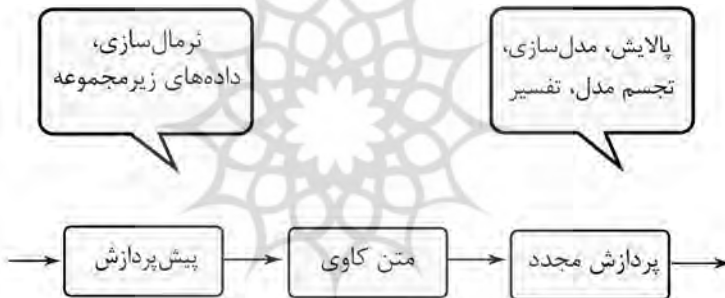 نرمال‌سازی،
داده‌های زیرمجموعه
پالایش، مدل‌سازی،
تجسم مدل، تفسیر
پیش‌پردازش
متن کاوی
پردازش مجدد